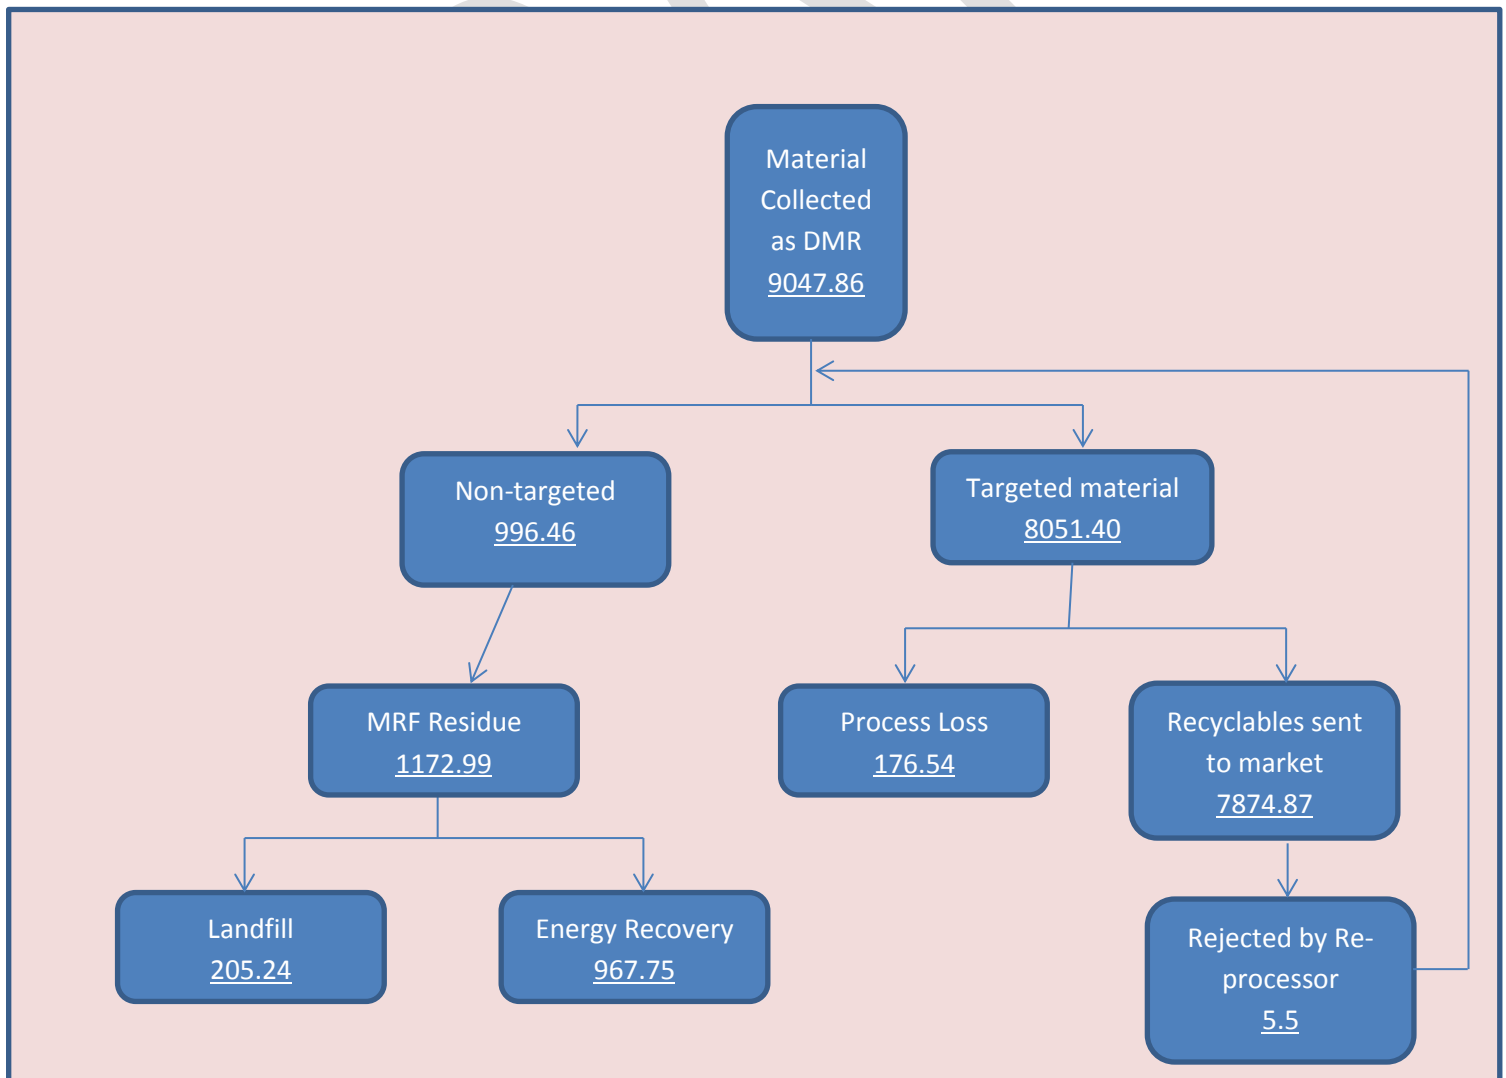 Material
Collected
as DMR
9047.86
Non-targeted
996.46
Targeted material
8051.40
MRF Residue
1172.99
Process Loss
176.54
Recyclables sent
to market
7874.87
Landfill
205.24
Energy Recovery
967.75
Rejected by Re-
processor
5.5